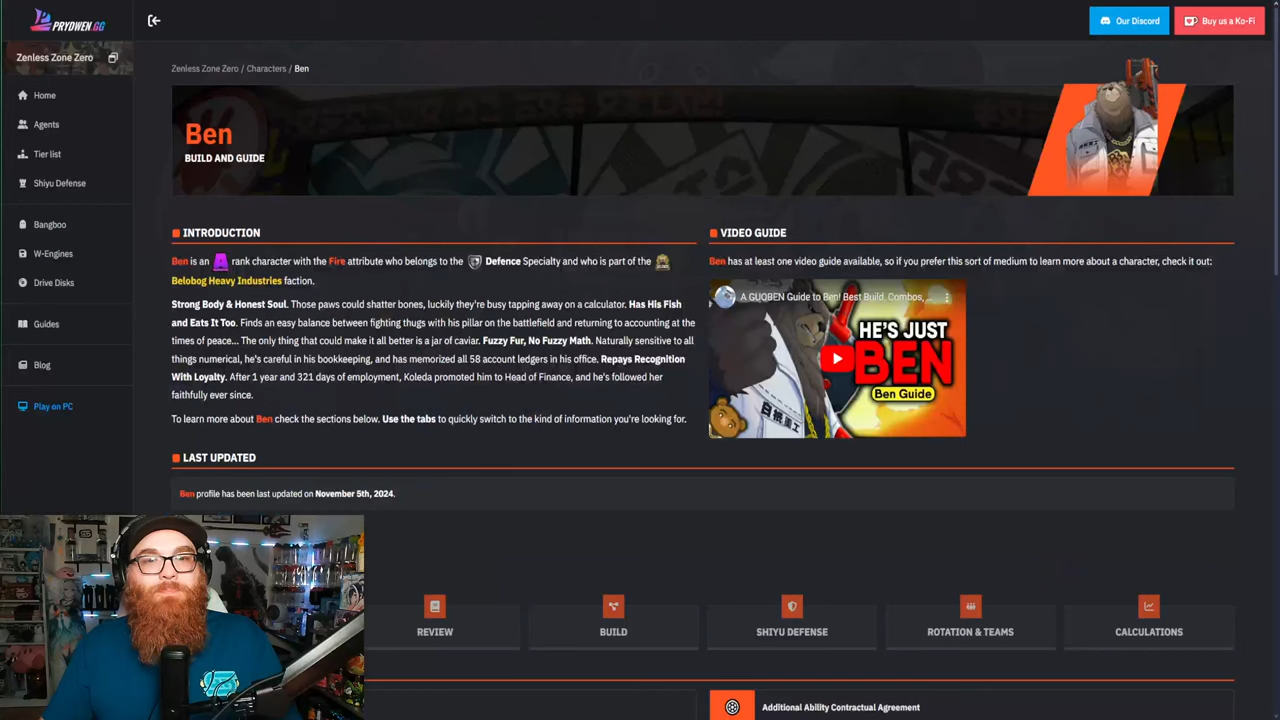 PRYDWEN.GG
Our Discord
Buy us a Ko-Fi
Zenless Zone Zero
Home
Agents
Tier list
Shiyu Defense
Bangboo
W-Engines
Drive Disks
Guides
Blog
Play on PC
Zenless Zone Zero / Characters / Ben
Ben
BUILD AND GUIDE
INTRODUCTION
Ben is an A rank character with the Fire attribute who belongs to the Defence Specialty and who is part of the
Belobog Heavy Industries faction.
Strong Body & Honest Soul. Those paws could shatter bones, luckily they're busy tapping away on a calculator. Has His Fish
and Eats It Too. Finds an easy balance between fighting thugs with his pillar on the battlefield and returning to accounting at the
times of peace... The only thing that could make it all better is a jar of caviar. Fuzzy Fur, No Fuzzy Math. Naturally sensitive to all
things numerical, he's careful in his bookkeeping, and has memorized all 58 account ledgers in his office. Repays Recognition
With Loyalty. After 1 year and 321 days of employment, Koleda promoted him to Head of Finance, and he's followed her
faithfully ever since.
To learn more about Ben check the sections below. Use the tabs to quickly switch to the kind of information you're looking for.
VIDEO GUIDE
Ben has at least one video guide available, so if you prefer this sort of medium to learn more about a character, check it out:
A GUOBEN Guide to Ben! Best Build, Combos, ...
HE'S JUST
BEN
Ben Guide
LAST UPDATED
Ben profile has been last updated on November 5th, 2024.
REVIEW
BUILD
SHIYU DEFENSE
ROTATION & TEAMS
CALCULATIONS
Additional Ability Contractual Agreement